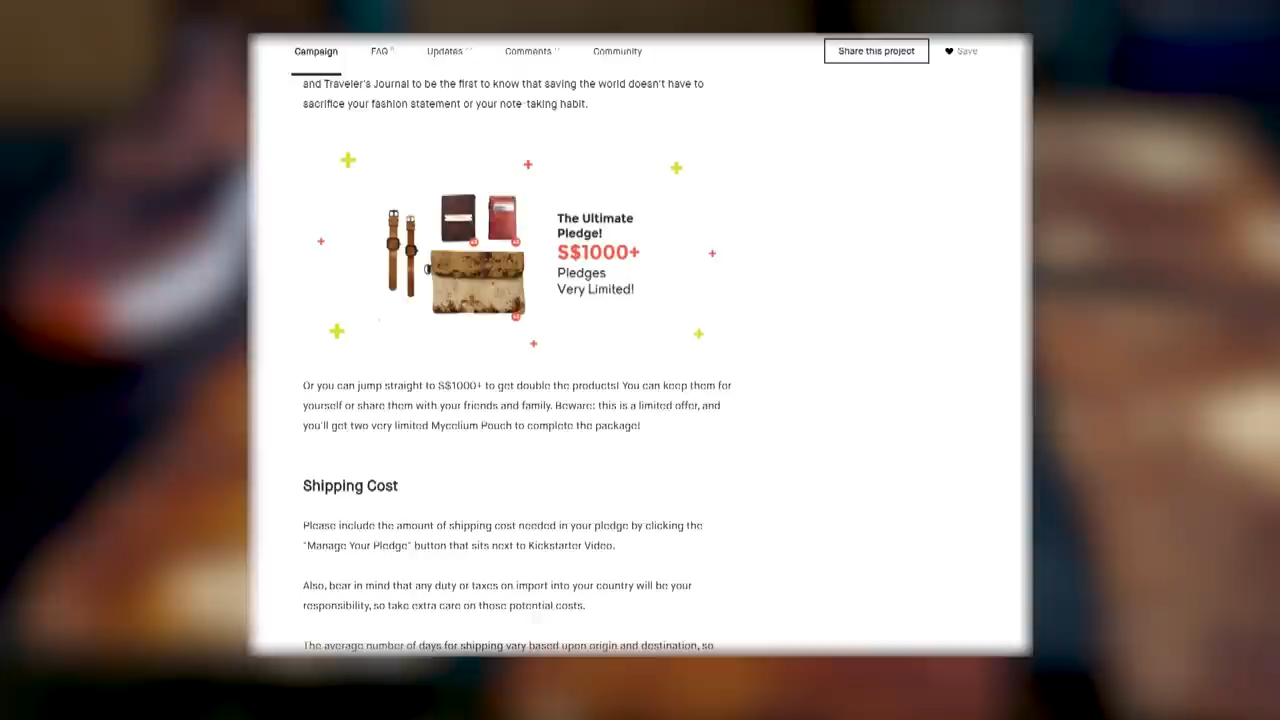 Campaign FAQ Updates Comments Community Share this project Save
and Traveler's Journal to be the first to know that saving the world doesn't have to
sacrifice your fashion statement or your note-taking habit.
The Ultimate
Pledge!
S$1000+
Pledges
Very Limited!
Or you can jump straight to S$1000+ to get double the products! You can keep them for
yourself or share them with your friends and family. Beware: this is a limited offer, and
you'll get two very limited Mycelium Pouch to complete the package!
Shipping Cost
Please include the amount of shipping cost needed in your pledge by clicking the
"Manage Your Pledge" button that sits next to Kickstarter Video.
Also, bear in mind that any duty or taxes on import into your country will be your
responsibility, so take extra care on those potential costs.
The average number of days for shipping vary based upon origin and destination, so